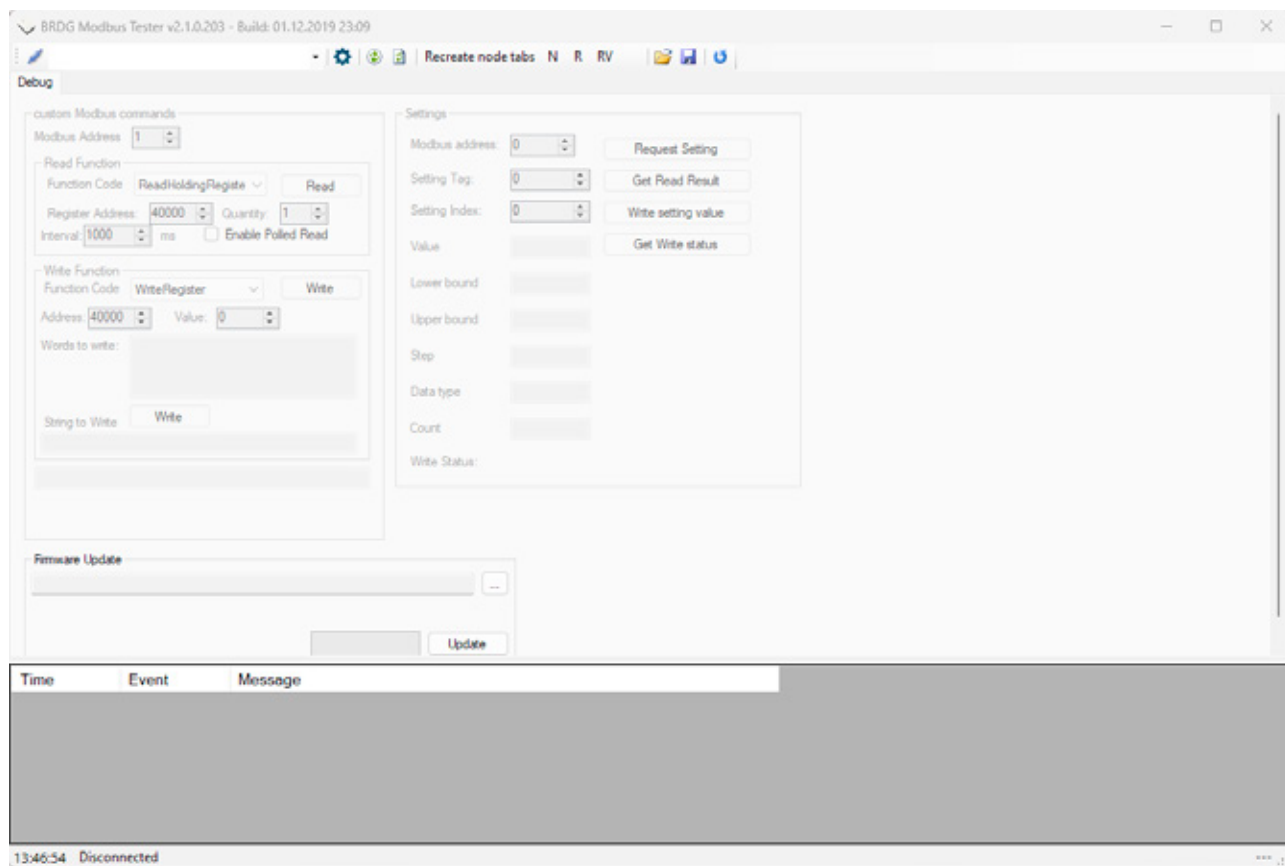 BRDG Modbus Tester v2.1.0.203 - Build: 01.12.2019 23:09
Recreate node tabs N R RV
Debug
custom Modbus commands
Modbus Address 1
Read Function
Function Code ReadHoldingRegiste Read
Register Address: 40000 Quantity: 1
Interval: 1000 ms Enable Polled Read
Write Function
Function Code WriteRegister Write
Address: 40000 Value: 0
Words to write:
String to Write Write
Settings
Modbus address: 0 Request Setting
Setting Tag: 0 Get Read Result
Setting Index: 0 Write setting value
Value Get Write status
Lower bound
Upper bound
Step
Data type
Count
Write Status:
Firmware Update
...
Update
Time Event Message
13:46:54 Disconnected